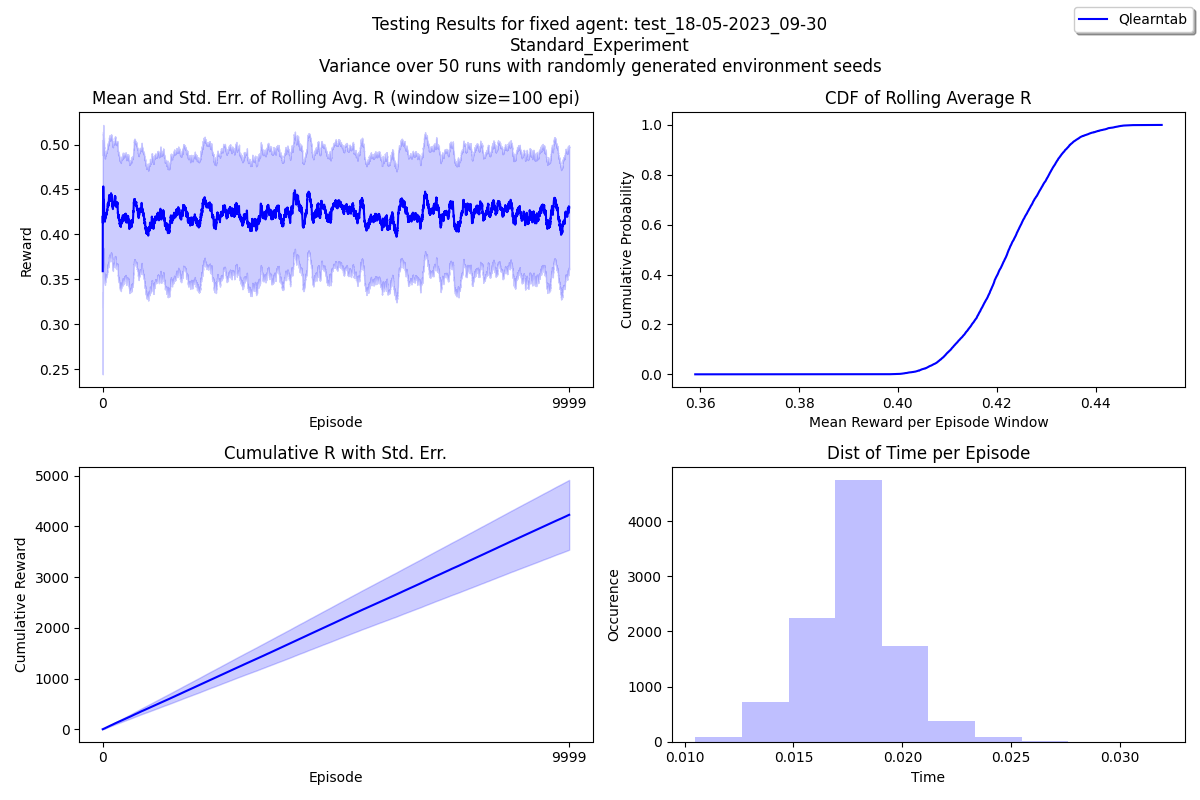 Testing Results for fixed agent: test_18-05-2023_09-30
Standard_Experiment
Variance over 50 runs with randomly generated environment seeds
Qlearntab
Mean and Std. Err. of Rolling Avg. R (window size=100 epi)
0.50
0.45
0.40
0.35
0.30
0.25
Reward
0 9999
Episode
CDF of Rolling Average R
1.0
0.8
0.6
0.4
0.2
0.0
Cumulative Probability
0.36 0.38 0.40 0.42 0.44
Mean Reward per Episode Window
Cumulative R with Std. Err.
5000
4000
3000
2000
1000
0
Cumulative Reward
0 9999
Episode
Dist of Time per Episode
4000
3000
2000
1000
0
Occurence
0.010 0.015 0.020 0.025 0.030
Time